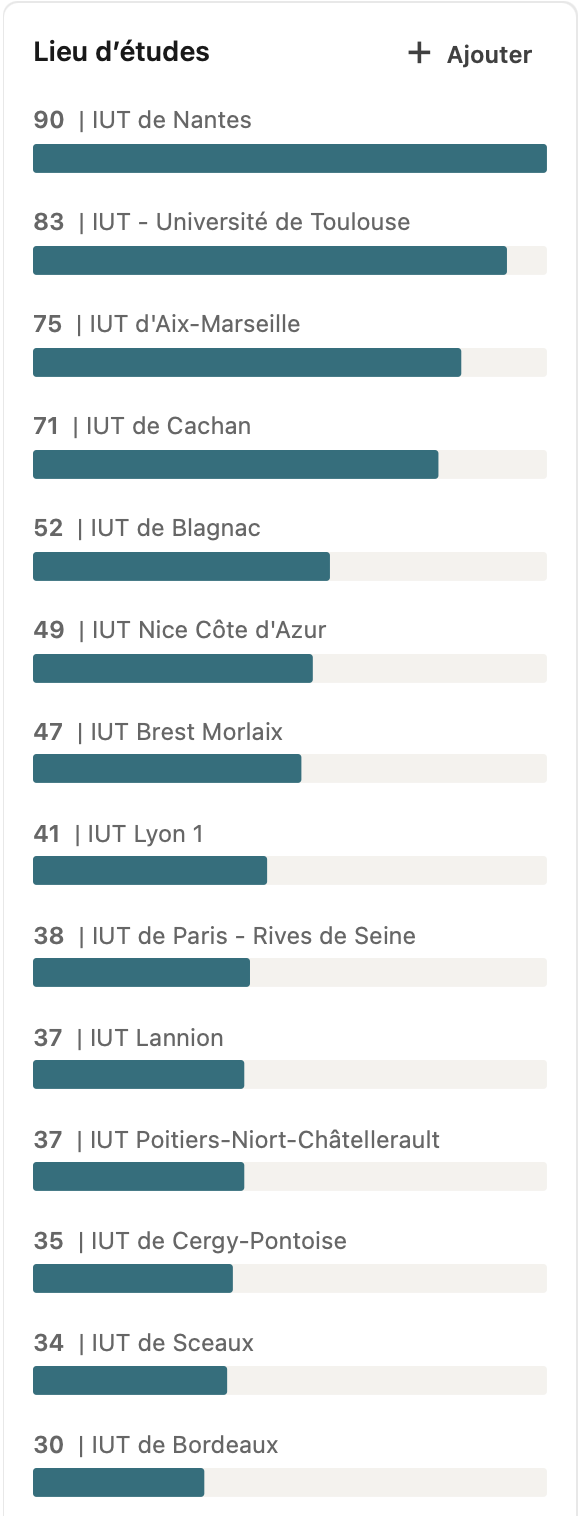 Lieu d’études
+ Ajouter
90 | IUT de Nantes
83 | IUT - Université de Toulouse
75 | IUT d'Aix-Marseille
71 | IUT de Cachan
52 | IUT de Blagnac
49 | IUT Nice Côte d'Azur
47 | IUT Brest Morlaix
41 | IUT Lyon 1
38 | IUT de Paris - Rives de Seine
37 | IUT Lannion
37 | IUT Poitiers-Niort-Châtellerault
35 | IUT de Cergy-Pontoise
34 | IUT de Sceaux
30 | IUT de Bordeaux